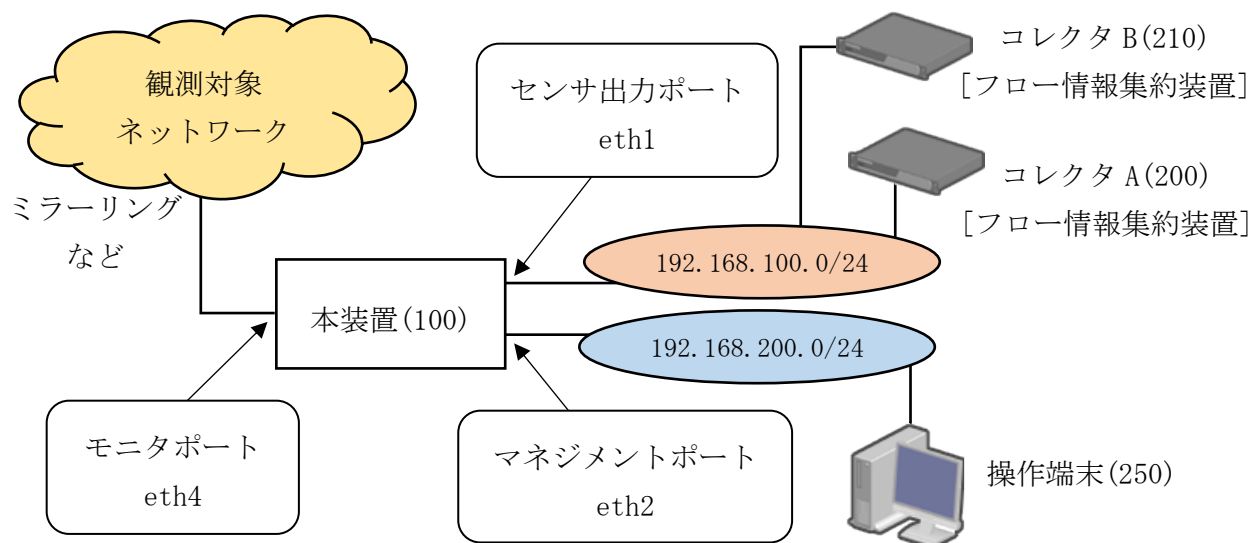 観測対象
ネットワーク
ミラーリング
など
センサ出力ポート
eth1
コレクタ B(210)
[フロー情報集約装置]
コレクタ A(200)
[フロー情報集約装置]
192.168.100.0/24
本装置(100)
192.168.200.0/24
モニタポート
eth4
マネジメントポート
eth2
操作端末(250)